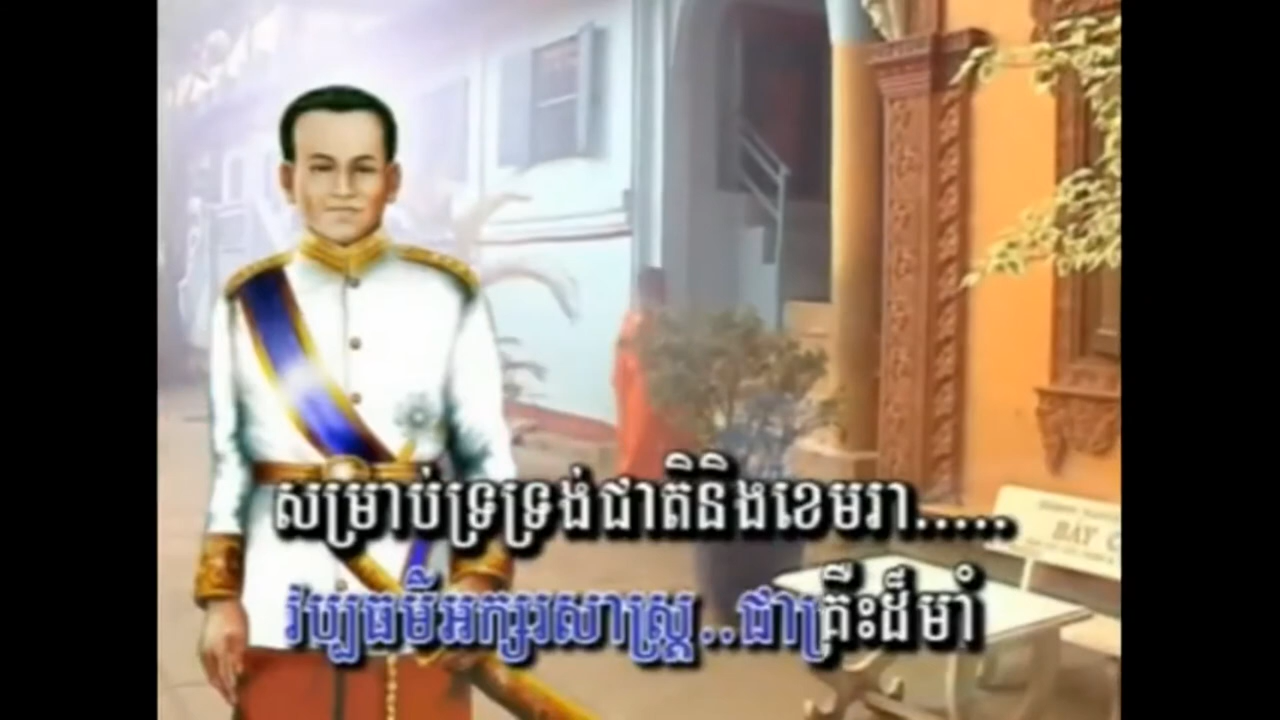 សម្រាប់ទ្រទ្រង់ជាតិនិងខេមរា.....
វប្បធម៌អក្សរសាស្ត្រ..ជាគ្រឹះដ៏មាំ
BAY